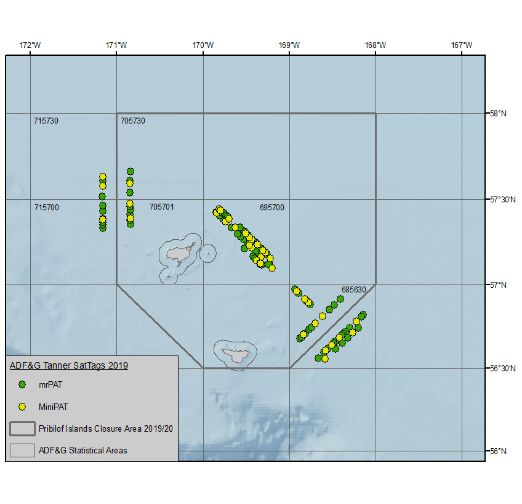 172°W 171°W 170°W 169°W 168°W 167°W
715730 705730
58°N
715700 705701 695700
57°30'N
57°N
695630
56°30'N
56°N
ADF&G Tanner SatTags 2019
mrPAT
MiniPAT
Pribilof Islands Closure Area 2019/20
ADF&G Statistical Areas